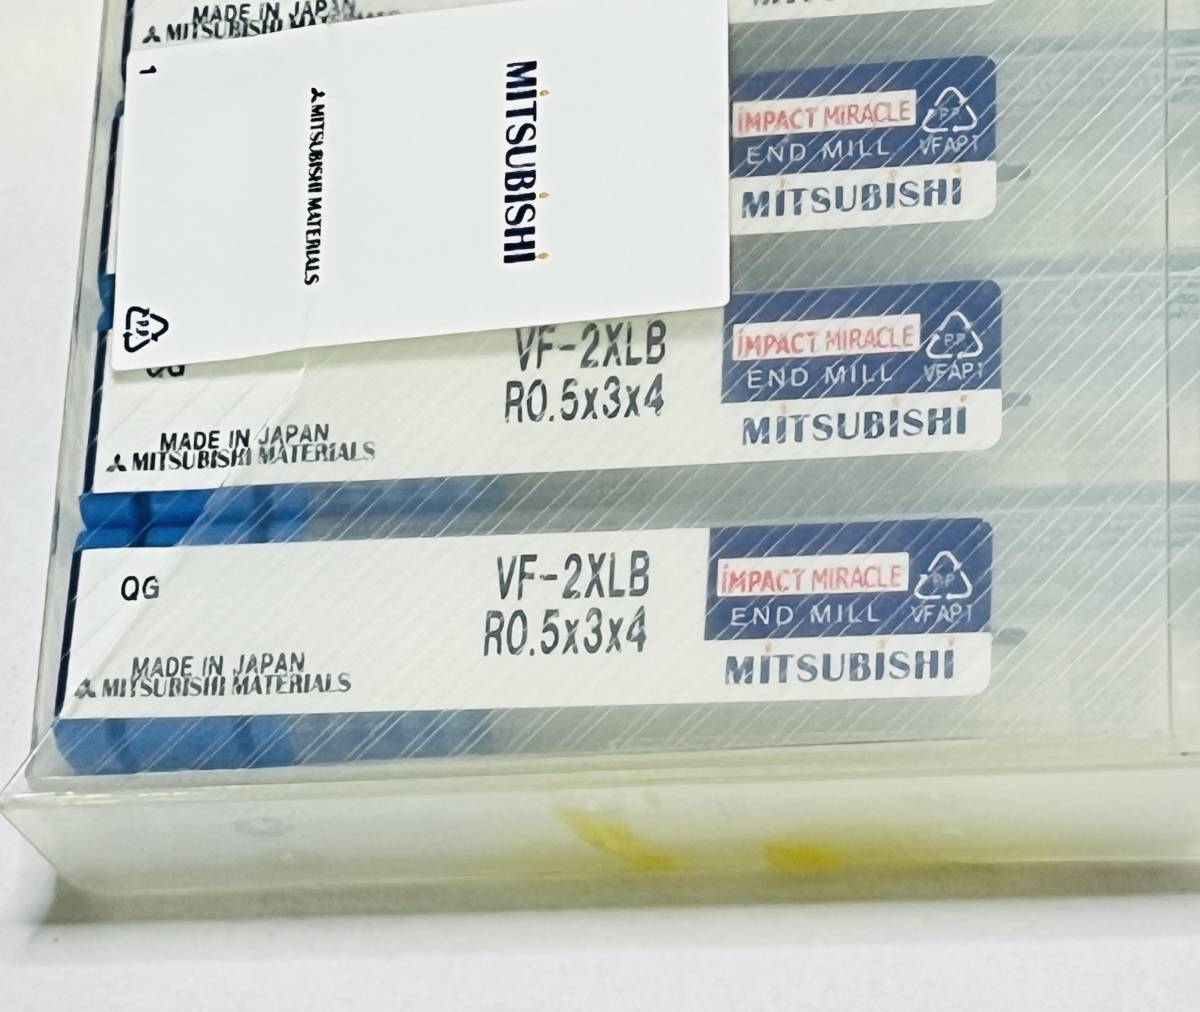 MADE IN JAPAN
MITSUBISHI
1
MITSUBISHI MATERIALS
MITSUBISHI
IMPACT MIRACLE
END MILL
VFAP1
MITSUBISHI
VF-2XLB
R0.5x3x4
MADE IN JAPAN
MITSUBISHI MATERIALS
IMPACT MIRACLE
PP
END MILL
VFAP1
MITSUBISHI
QG
VF-2XLB
R0.5x3x4
MADE IN JAPAN
MITSUBISHI MATERIALS
IMPACT MIRACLE
PP
END MILL
VFAP1
MITSUBISHI